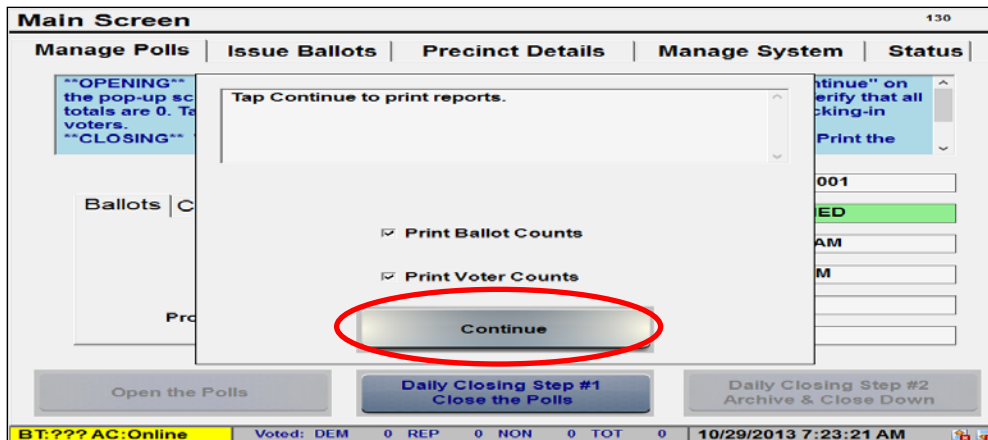 Main Screen 130
Manage Polls | Issue Ballots | Precinct Details | Manage System | Status |
**OPENING** ntinue" on
the pop-up sc erify that all
totals are 0. Ta cking-in
voters.
**CLOSING** Print the
Tap Continue to print reports.
001
Ballots | C
ED
Print Ballot Counts
AM
Print Voter Counts
M
Pro
Continue
Open the Polls
Daily Closing Step #1
Close the Polls
Daily Closing Step #2
Archive & Close Down
BT:??? AC:Online Voted: DEM 0 REP 0 NON 0 TOT 0 10/29/2013 7:23:21 AM